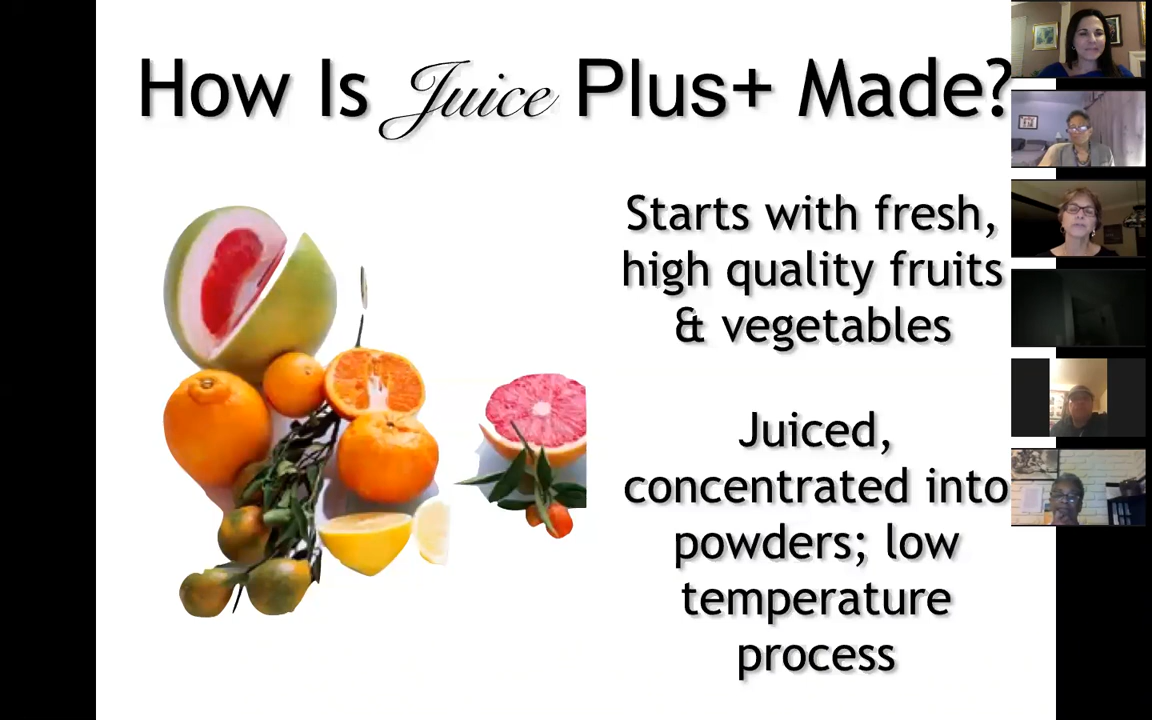 How Is Juice Plus+ Made?
Starts with fresh,
high quality fruits
& vegetables
Juiced,
concentrated into
powders; low
temperature
process